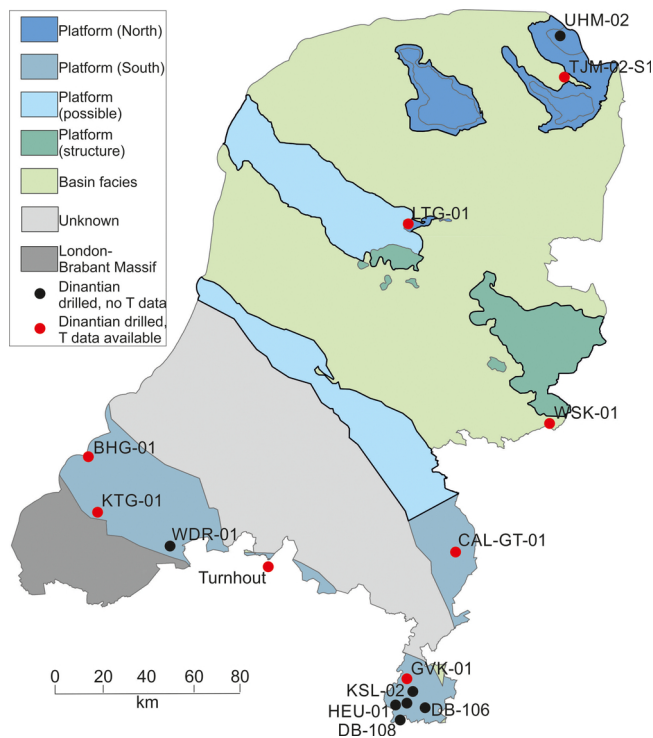 Platform (North)
Platform (South)
Platform
(possible)
Platform
(structure)
Basin facies
Unknown
London-
Brabant Massif
Dinantian
drilled, no T data
Dinantian drilled,
T data available
UHM-02
TJM-02-S1
LTG-01
WSK-01
BHG-01
KTG-01
WDR-01
CAL-GT-01
Turnhout
GVK-01
KSL-02
HEU-01
DB-106
DB-108
0 20 40 60 80
km